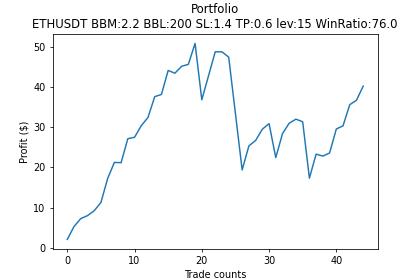 Portfolio
ETHUSDT BBM:2.2 BBL:200 SL:1.4 TP:0.6 lev:15 WinRatio:76.0
50
40
30
20
10
0
Profit ($)
0 10 20 30 40
Trade counts